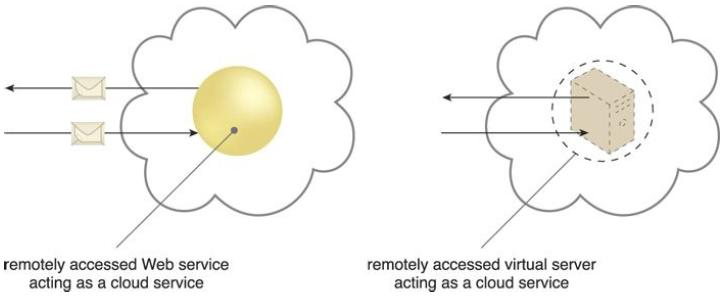 remotely accessed Web service
acting as a cloud service
remotely accessed virtual server
acting as a cloud service